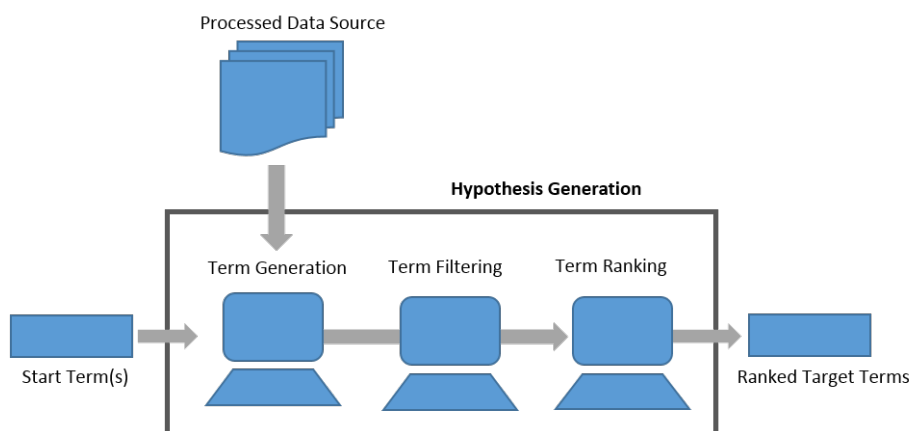 Processed Data Source
Hypothesis Generation
Term Generation
Term Filtering
Term Ranking
Start Term(s)
Ranked Target Terms